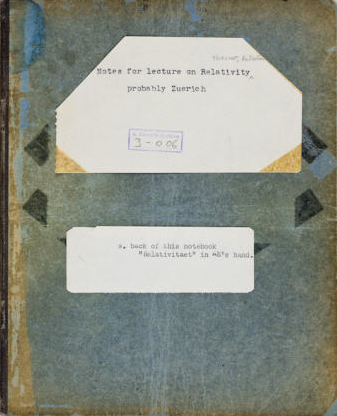 Notes for lecture on Relativity
probably Zuerich
3-006
s. back of this notebook
"Relativitaet" in AE's hand.